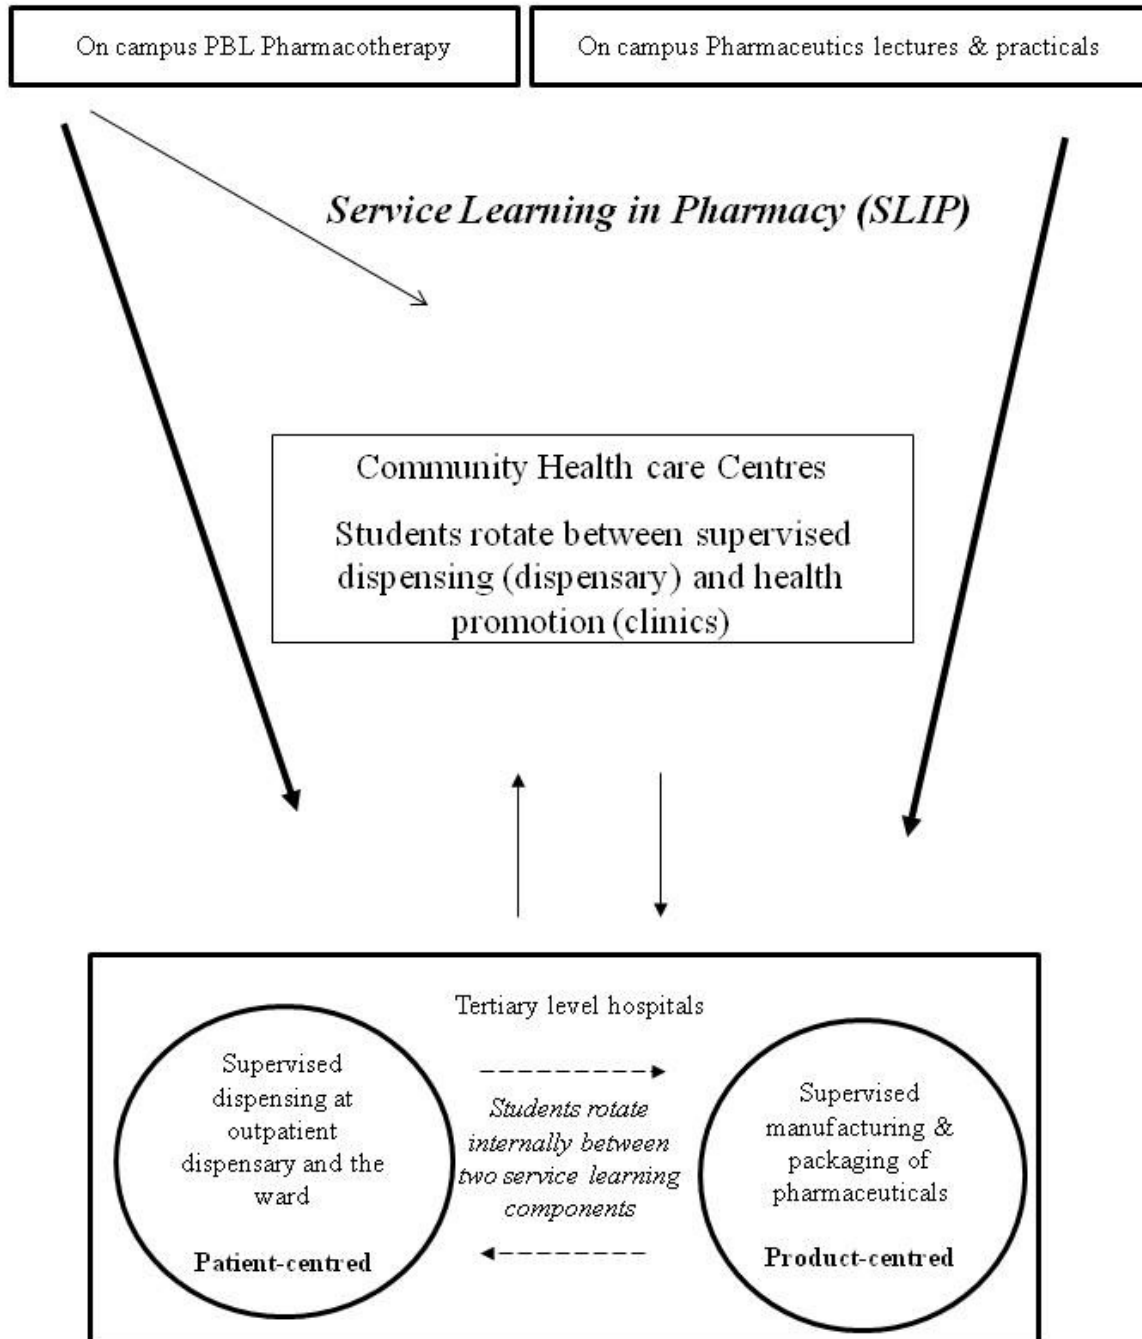 On campus PBL Pharmacotherapy
On campus Pharmaceutics lectures & practicals
Service Learning in Pharmacy (SLIP)
Community Health care Centres
Students rotate between supervised
dispensing (dispensary) and health
promotion (clinics)
Tertiary level hospitals
Supervised
dispensing at
outpatient
dispensary and the
ward
Patient-centred
Students rotate
internally between
two service learning
components
Supervised
manufacturing &
packaging of
pharmaceuticals
Product-centred